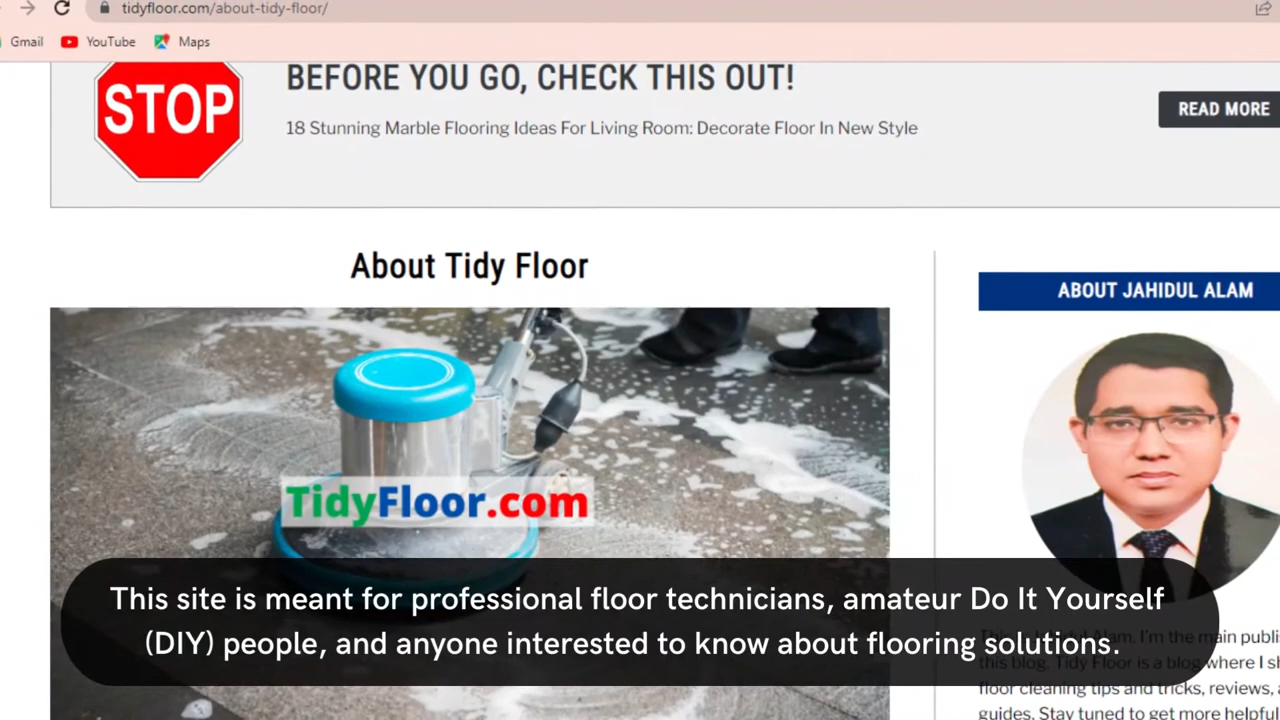 tidyfloor.com/about-tidy-floor/
Gmail YouTube Maps
STOP
BEFORE YOU GO, CHECK THIS OUT!
18 Stunning Marble Flooring Ideas For Living Room: Decorate Floor In New Style
READ MORE
About Tidy Floor
TidyFloor.com
ABOUT JAHIDUL ALAM
This site is meant for professional floor technicians, amateur Do It Yourself
(DIY) people, and anyone interested to know about flooring solutions.
This is Jahidul Alam. I'm the main
this blog. Tidy Floor is a blog where I
floor cleaning tips and tricks, reviews,
guides. Stay tuned to get more helpful